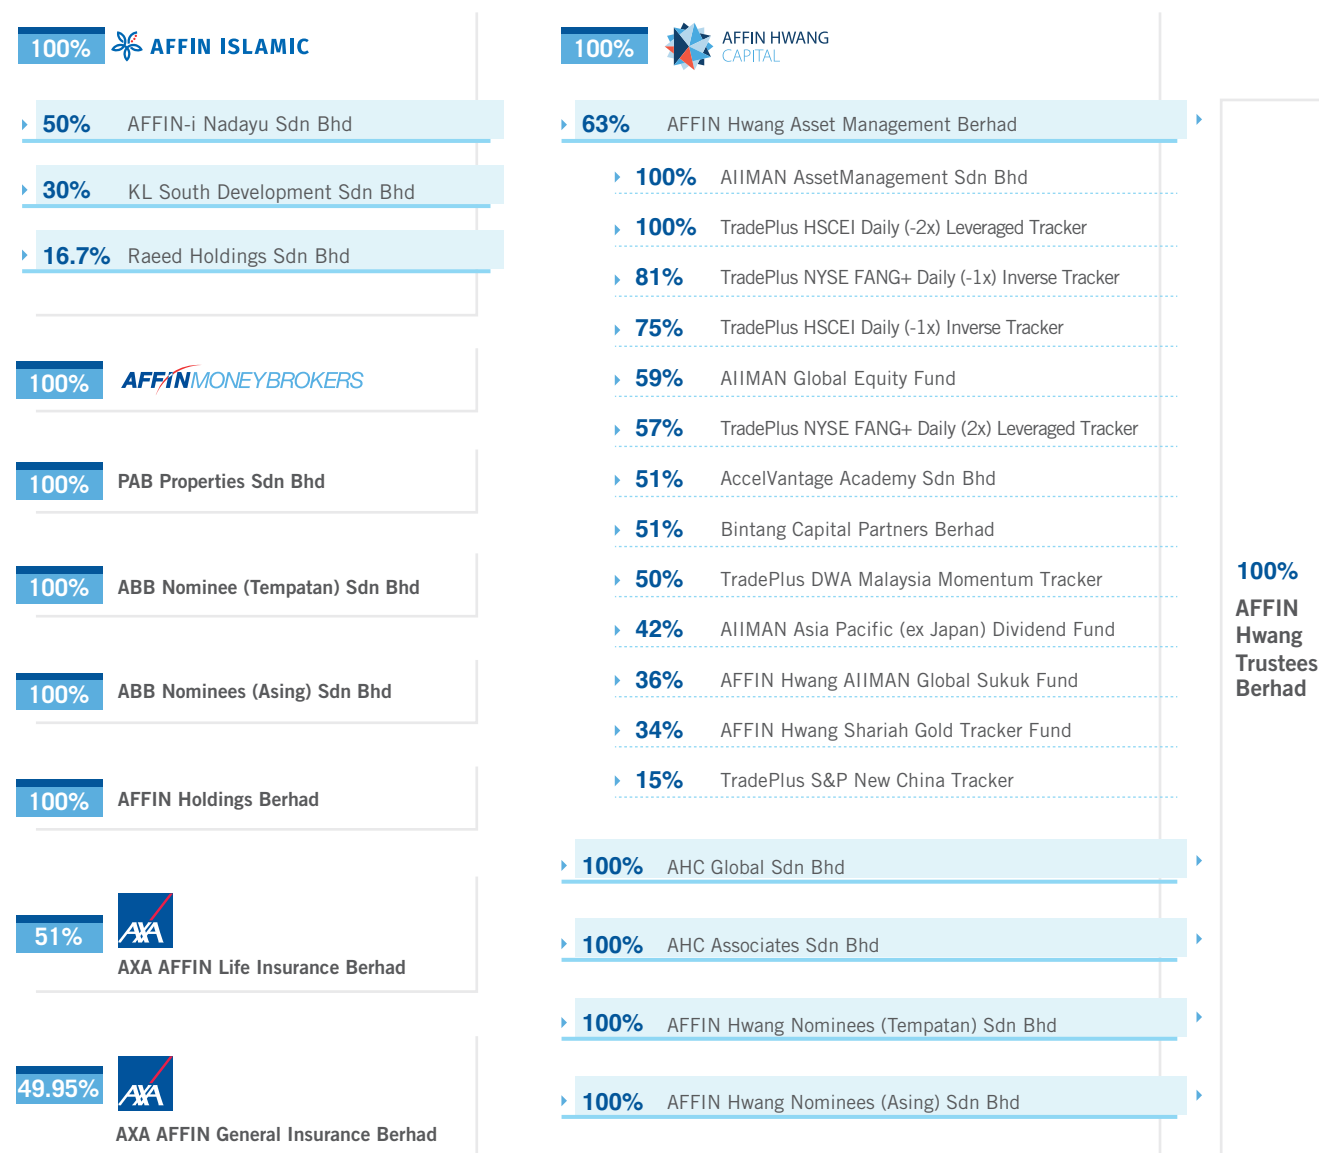 100% AFFIN ISLAMIC
50% AFFIN-i Nadayu Sdn Bhd
30% KL South Development Sdn Bhd
16.7% Raeed Holdings Sdn Bhd
100% AFFINMONEYBROKERS
100% PAB Properties Sdn Bhd
100% ABB Nominee (Tempatan) Sdn Bhd
100% ABB Nominees (Asing) Sdn Bhd
100% AFFIN Holdings Berhad
AXA
51%
AXA AFFIN Life Insurance Berhad
AXA
49.95%
AXA AFFIN General Insurance Berhad
100% AFFIN HWANG
CAPITAL
63% AFFIN Hwang Asset Management Berhad
100% AIIMAN AssetManagement Sdn Bhd
100% TradePlus HSCEI Daily (-2x) Leveraged Tracker
81% TradePlus NYSE FANG+ Daily (-1x) Inverse Tracker
75% TradePlus HSCEI Daily (-1x) Inverse Tracker
59% AIIMAN Global Equity Fund
57% TradePlus NYSE FANG+ Daily (2x) Leveraged Tracker
51% AccelVantage Academy Sdn Bhd
51% Bintang Capital Partners Berhad
50% TradePlus DWA Malaysia Momentum Tracker
42% AIIMAN Asia Pacific (ex Japan) Dividend Fund
36% AFFIN Hwang AIIMAN Global Sukuk Fund
34% AFFIN Hwang Shariah Gold Tracker Fund
15% TradePlus S&P New China Tracker
100% AHC Global Sdn Bhd
100% AHC Associates Sdn Bhd
100% AFFIN Hwang Nominees (Tempatan) Sdn Bhd
100% AFFIN Hwang Nominees (Asing) Sdn Bhd
100%
AFFIN
Hwang
Trustees
Berhad